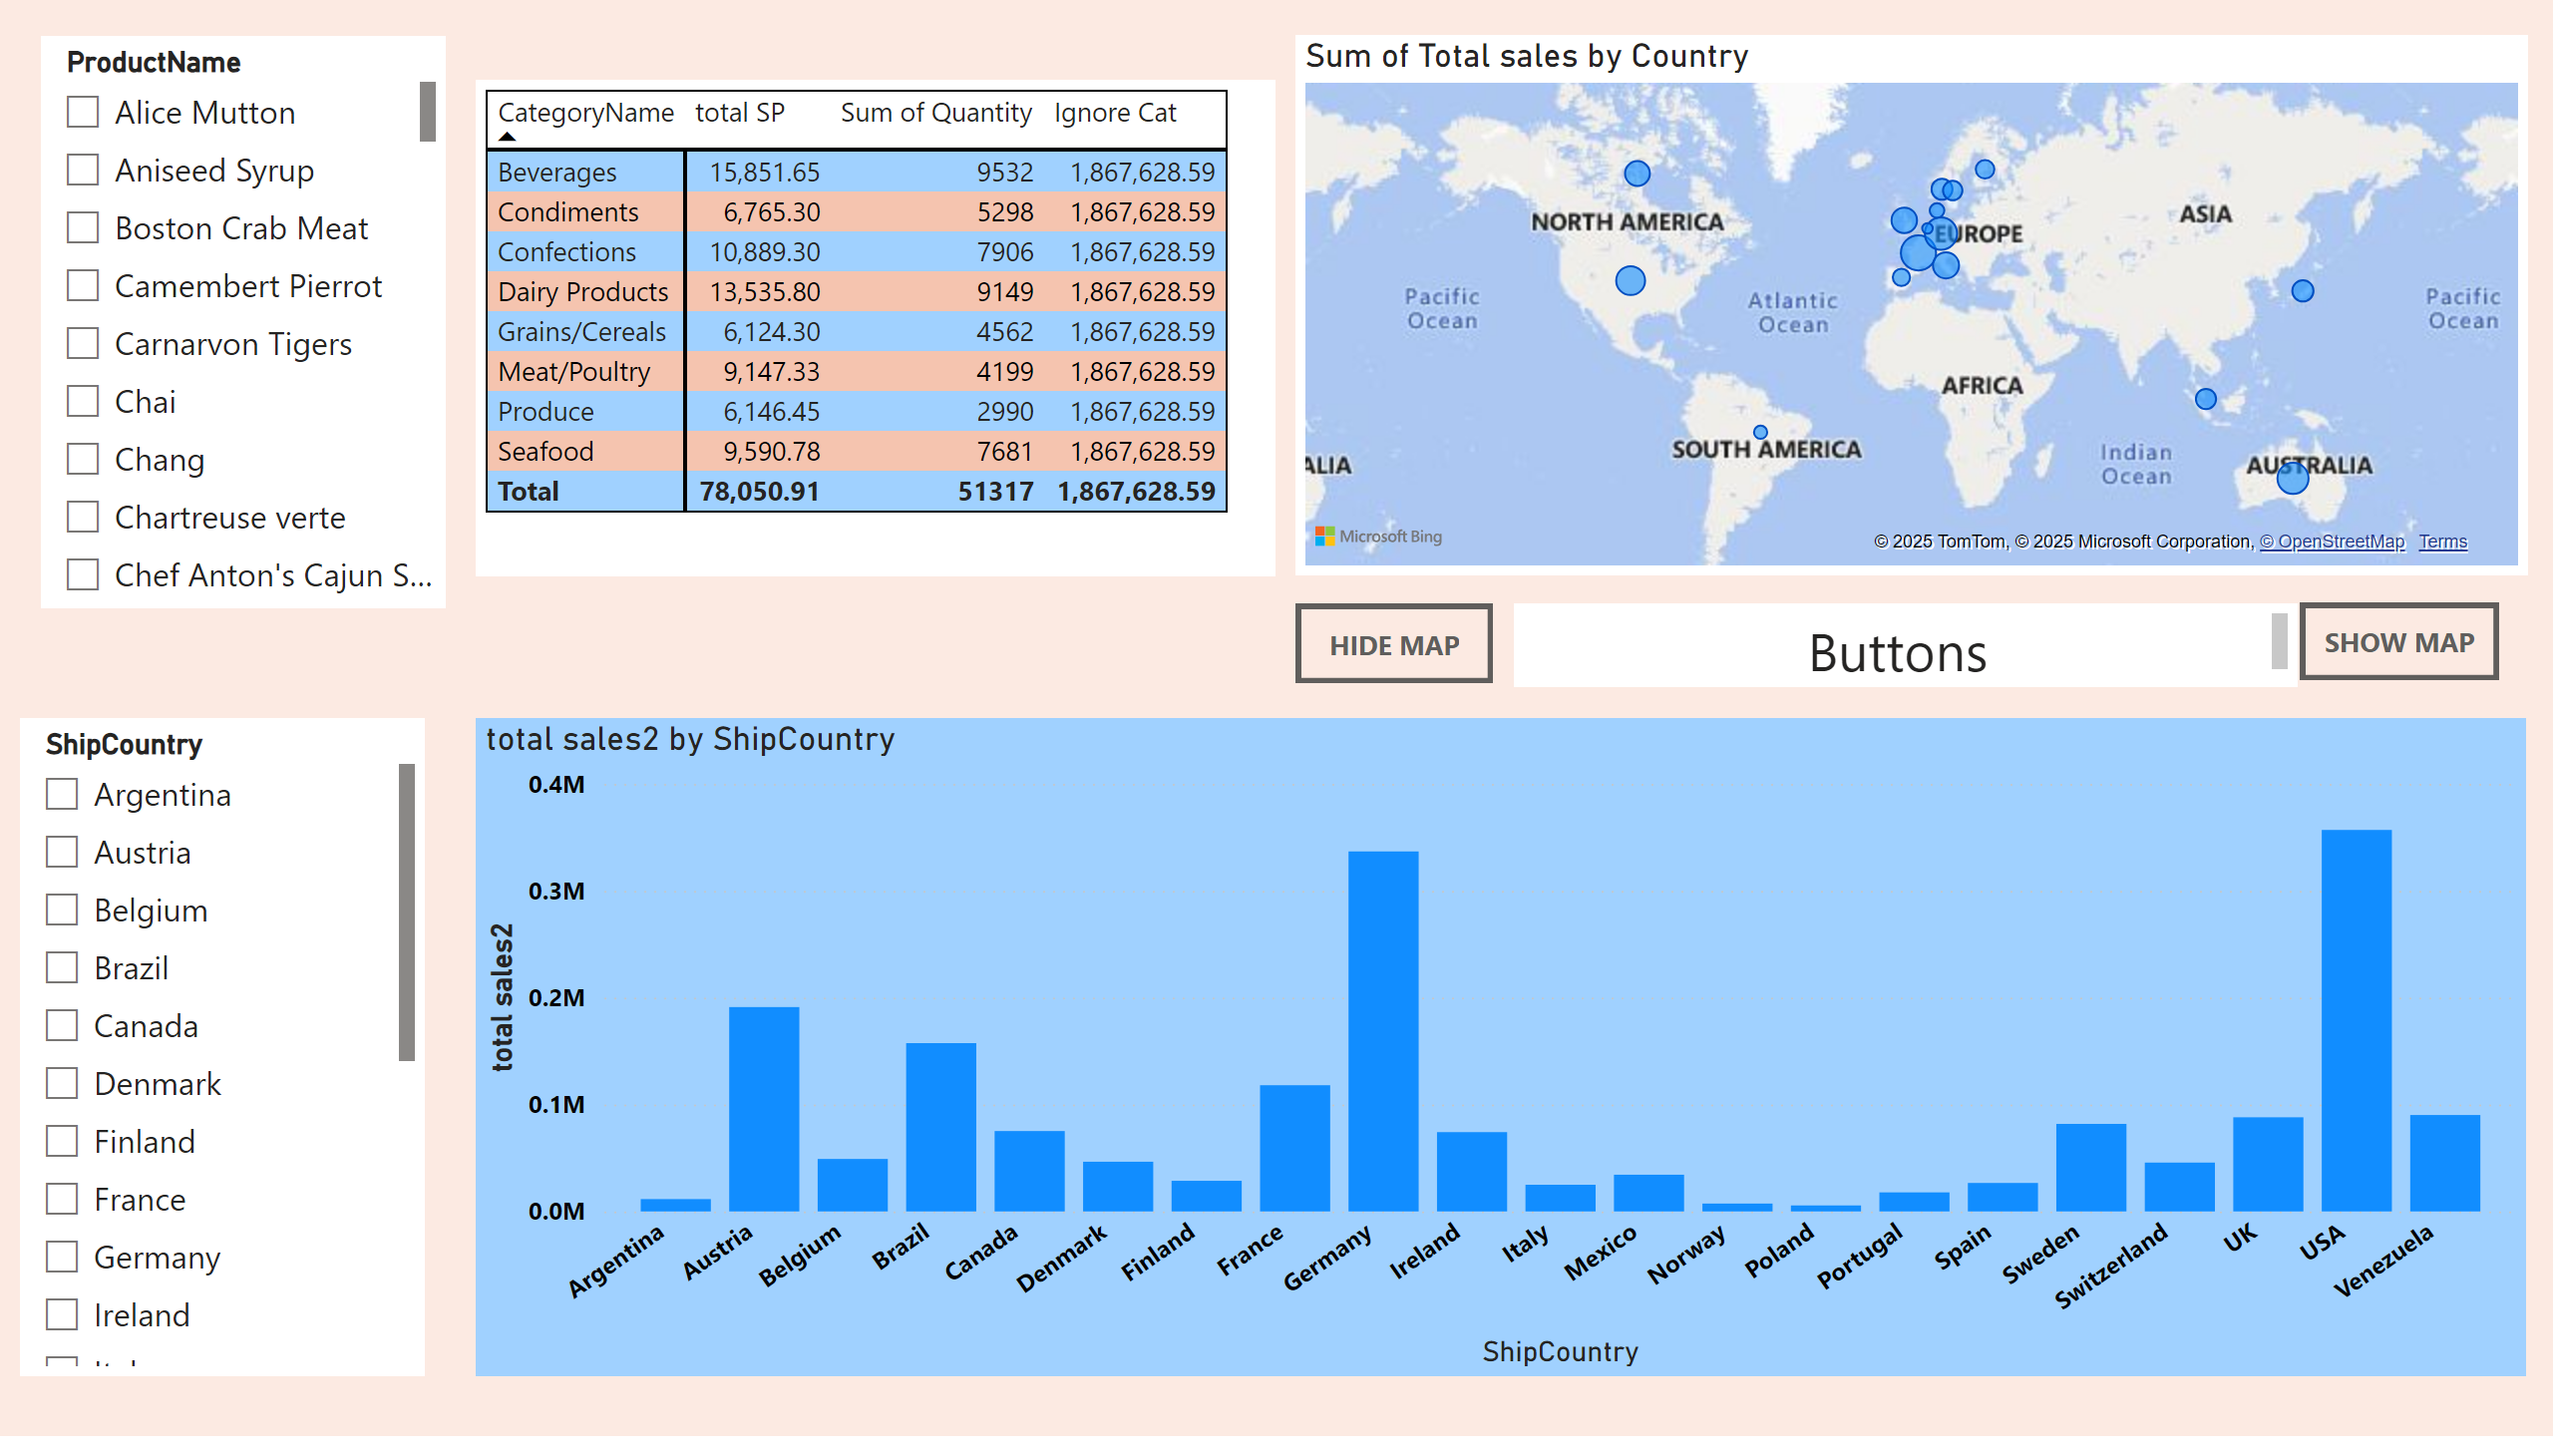 ProductName
Alice Mutton
Aniseed Syrup
Boston Crab Meat
Camembert Pierrot
Carnarvon Tigers
Chai
Chang
Chartreuse verte
Chef Anton's Cajun S...
CategoryName total SP Sum of Quantity Ignore Cat
Beverages 15,851.65 9532 1,867,628.59
Condiments 6,765.30 5298 1,867,628.59
Confections 10,889.30 7906 1,867,628.59
Dairy Products 13,535.80 9149 1,867,628.59
Grains/Cereals 6,124.30 4562 1,867,628.59
Meat/Poultry 9,147.33 4199 1,867,628.59
Produce 6,146.45 2990 1,867,628.59
Seafood 9,590.78 7681 1,867,628.59
Total 78,050.91 51317 1,867,628.59
Sum of Total sales by Country
NORTH AMERICA
EUROPE
ASIA
Pacific
Ocean
Atlantic
Ocean
Pacific
Ocean
AFRICA
SOUTH AMERICA
Indian
Ocean
ALIA
AUSTRALIA
Microsoft Bing
© 2025 TomTom, © 2025 Microsoft Corporation, © OpenStreetMap Terms
HIDE MAP
Buttons
SHOW MAP
ShipCountry
Argentina
Austria
Belgium
Brazil
Canada
Denmark
Finland
France
Germany
Ireland
total sales2 by ShipCountry
total sales2
0.4M
0.3M
0.2M
0.1M
0.0M
Argentina
Austria
Belgium
Brazil
Canada
Denmark
Finland
France
Germany
Ireland
Italy
Mexico
Norway
Poland
Portugal
Spain
Sweden
Switzerland
UK
USA
Venezuela
ShipCountry